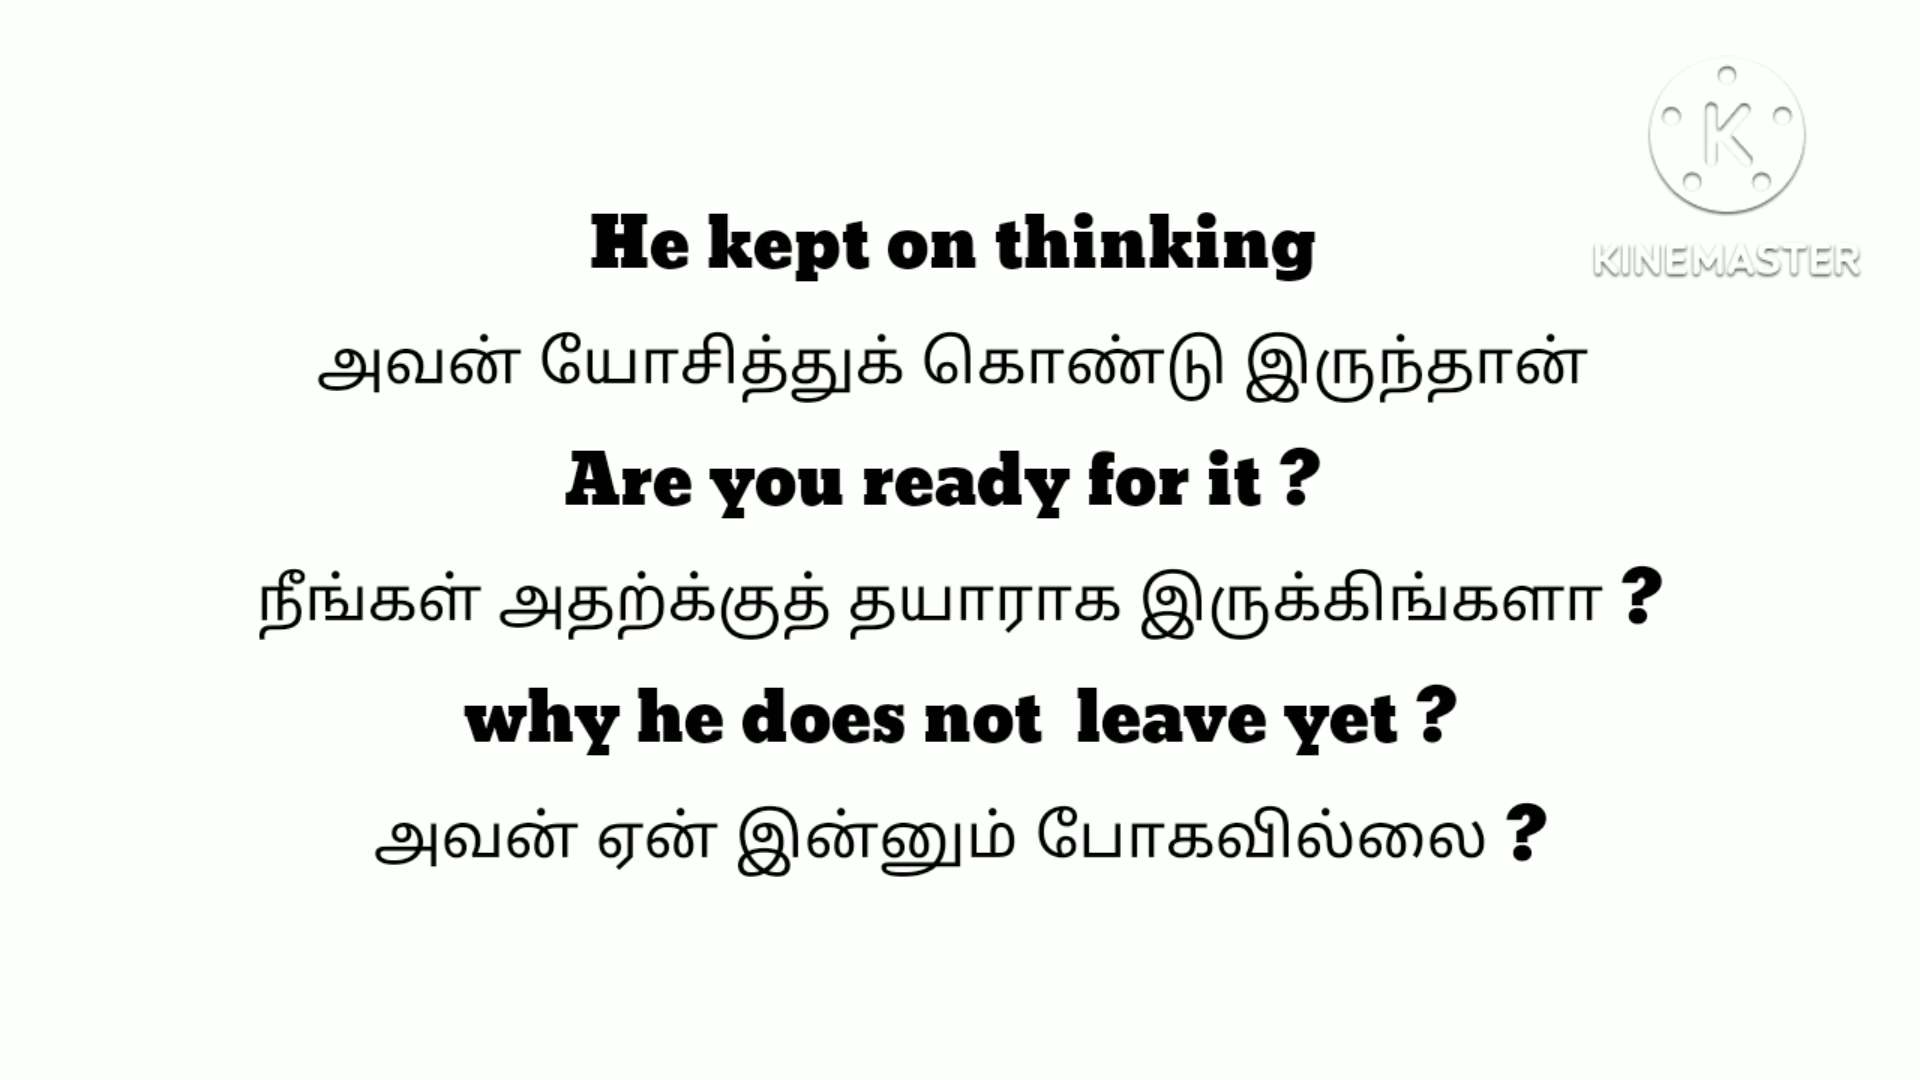 KINEMASTER
He kept on thinking
அவன் யோசித்துக் கொண்டு இருந்தான்
Are you ready for it ?
நீங்கள் அதற்க்குத் தயாராக இருக்கிங்களா ?
why he does not  leave yet ?
அவன் ஏன் இன்னும் போகவில்லை ?